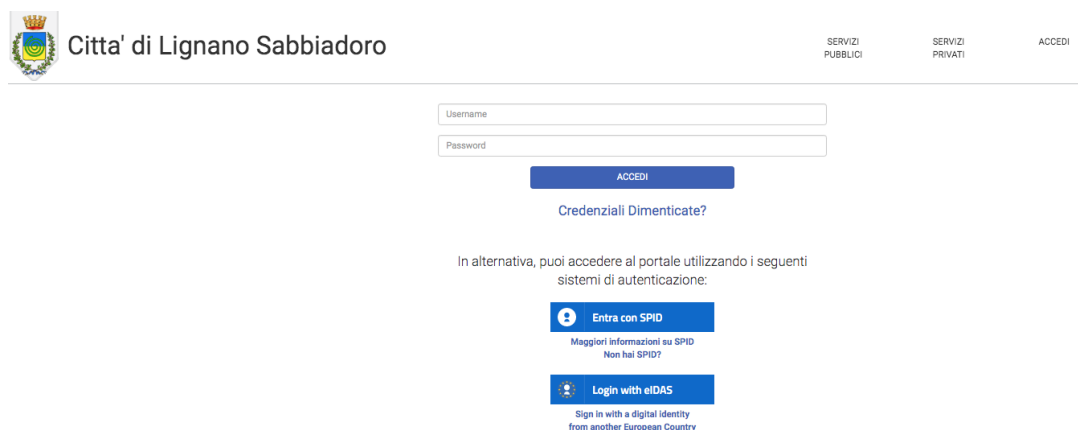 Citta' di Lignano Sabbiadoro
SERVIZI
PUBBLICI
SERVIZI
PRIVATI
ACCEDI
Username
Password
ACCEDI
Credenziali Dimenticate?
In alternativa, puoi accedere al portale utilizzando i seguenti
sistemi di autenticazione:
Entra con SPID
Maggiori informazioni su SPID
Non hai SPID?
Login with eIDAS
Sign in with a digital identity
from another European Country